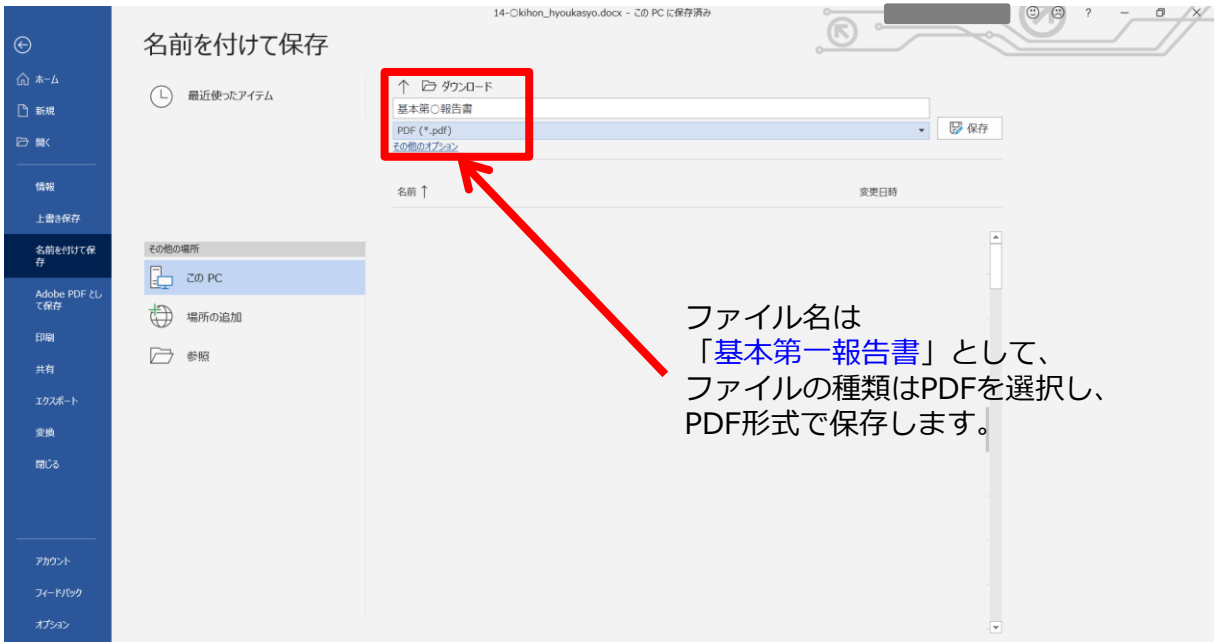 14-○kihon_hyoukasyo.docx - この PC に保存済み
?
名前を付けて保存
ホーム
新規
開く
情報
上書き保存
名前を付けて保
存
Adobe PDF とし
て保存
印刷
共有
エクスポート
変換
閉じる
アカウント
フィードバック
オプション
最近使ったアイテム
その他の場所
この PC
場所の追加
参照
↑ ダウンロード
基本第○報告書
PDF (*.pdf)
保存
その他のオプション
名前 ↑
変更日時
ファイル名は
「基本第一報告書」として、
ファイルの種類はPDFを選択し、
PDF形式で保存します。